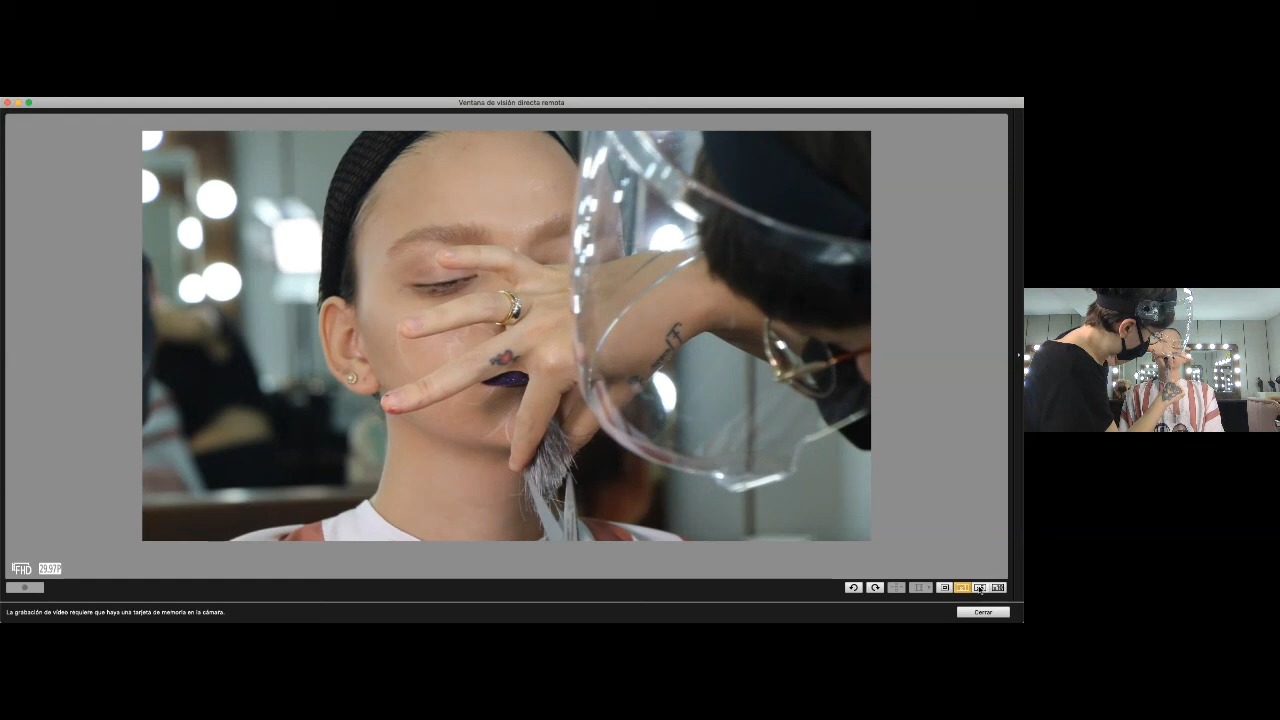 Ventana de visión directa remota
FHD 29.97P
La grabación de vídeo requiere que haya una tarjeta de memoria en la cámara.
Cerrar